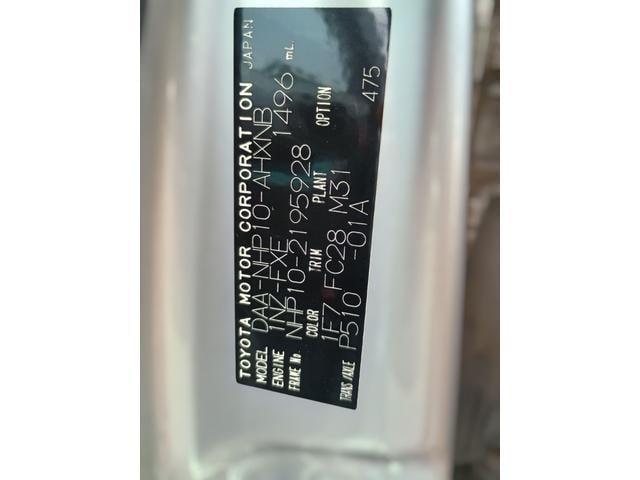 TOYOTA MOTOR CORPORATION JAPAN
MODEL DAA-NHP10-AHXNB
ENGINE 1NZ-FXE 1496 mL.
FRAME No. NHP10-2195928
COLOR TRIM PLANT OPTION
1F7 FC28 M31 475
TRANS./AXLE P510 -01A